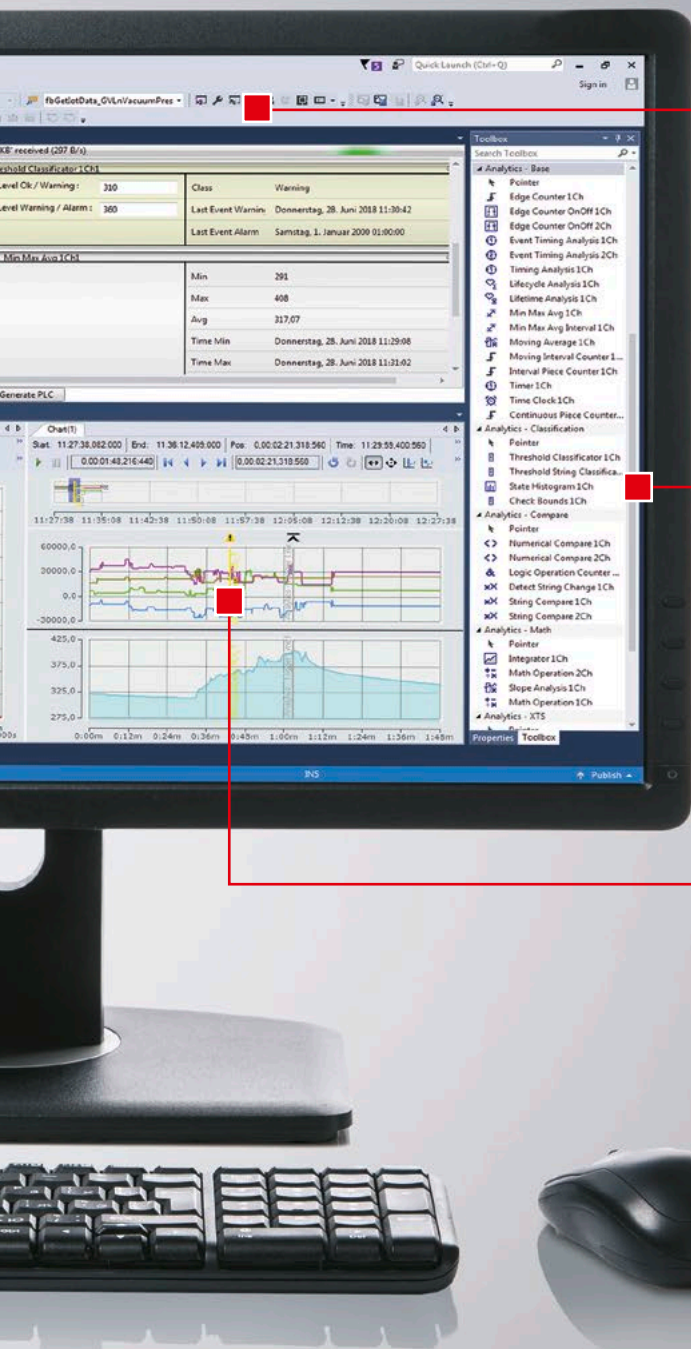 5 Quick Launch (Ctrl+Q)
Sign in
fbGetIotData_GVLnVacuumPres
KB' received (297 B/s)
eshold Classificator 1Ch1
Level Ok / Warning : 310
Level Warning / Alarm : 360
Class Warning
Last Event Warnin Donnerstag, 28. Juni 2018 11:30:42
Last Event Alarm Samstag, 1. Januar 2000 01:00:00
Min Max Avg 1Ch1
Min 291
Max 408
Avg 317,07
Time Min Donnerstag, 28. Juni 2018 11:29:08
Time Max Donnerstag, 28. Juni 2018 11:31:02
Generate PLC
Chart(1)
Start: 11:27:38,082:000 End: 11:36:12,405:000 Pos: 0,00:02:21,318:560 Time: 11:29:59,400:560
0,00:01:48,216:440 0,00:02:21,318:560
11:27:38 11:35:08 11:42:38 11:50:08 11:57:38 12:05:08 12:12:38 12:20:08 12:27:38
60000,0
20000,0
0,0
-30000,0
425,0
375,0
325,0
275,0
0:00m 0:12m 0:24m 0:36m 0:48m 1:00m 1:12m 1:24m 1:36m 1:48m
Toolbox
Search Toolbox
Analytics - Base
Pointer
Edge Counter 1Ch
Edge Counter OnOff 1Ch
Edge Counter OnOff 2Ch
Event Timing Analysis 1Ch
Event Timing Analysis 2Ch
Timing Analysis 1Ch
Lifecycle Analysis 1Ch
Lifetime Analysis 1Ch
Min Max Avg 1Ch
Min Max Avg Interval 1Ch
Moving Average 1Ch
Moving Interval Counter 1...
Interval Piece Counter 1Ch
Timer 1Ch
Time Clock 1Ch
Continuous Piece Counter...
Analytics - Classification
Pointer
Threshold Classificator 1Ch
Threshold String Classifica...
State Histogram 1Ch
Check Bounds 1Ch
Analytics - Compare
Pointer
Numerical Compare 1Ch
Numerical Compare 2Ch
Logic Operation Counter ...
Detect String Change 1Ch
String Compare 1Ch
String Compare 2Ch
Analytics - Math
Pointer
Integrator 1Ch
Math Operation 2Ch
Slope Analysis 1Ch
Math Operation 1Ch
Analytics - XTS
Properties Toolbox
INS Publish